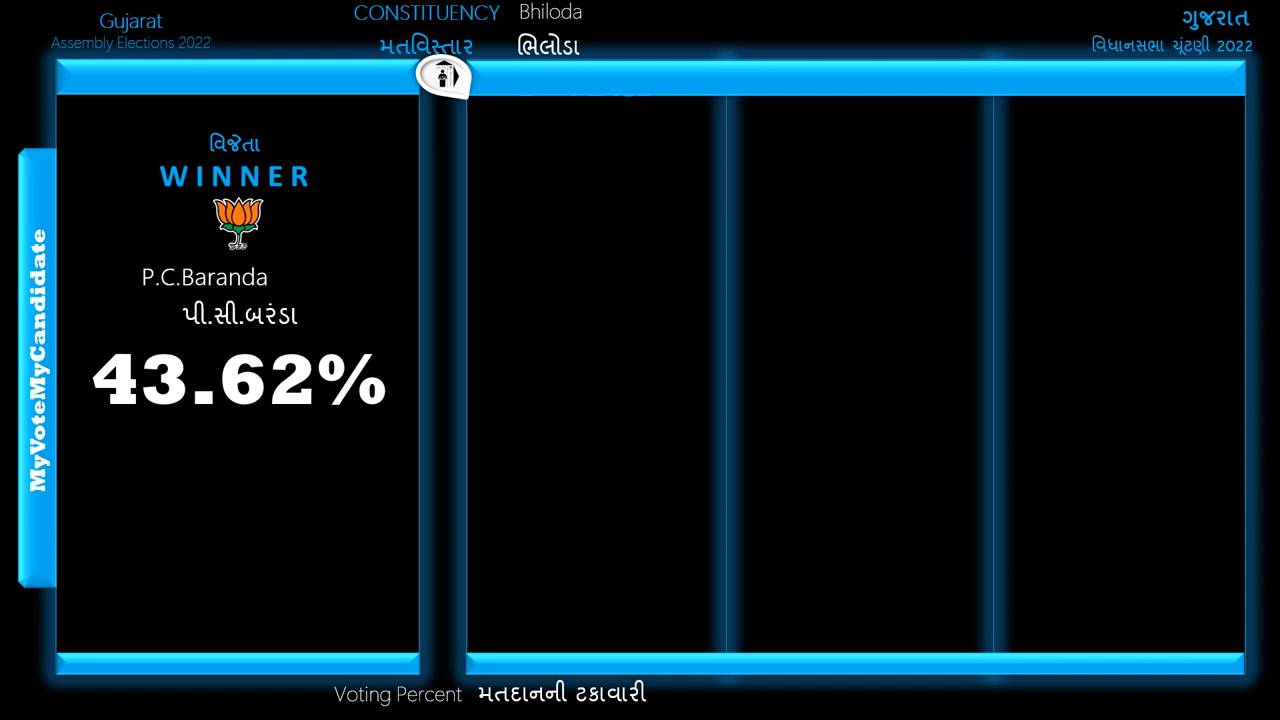 Gujarat
Assembly Elections 2022
CONSTITUENCY Bhiloda
મતવિસ્તાર ભિલોડા
ગુજરાત
વિધાનસભા ચૂંટણી 2022
MyVoteMyCandidate
વિજેતા
WINNER
P.C.Baranda
પી.સી.બરંડા
43.62%
Voting Percent મતદાનની ટકાવારી